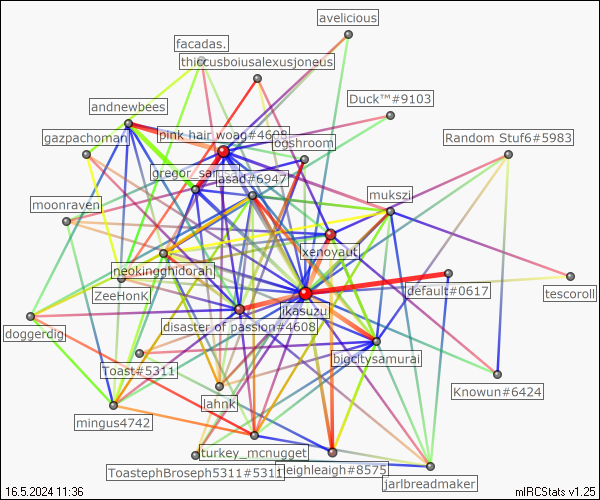 avelicious
facadas.
thiccusboiusalexusjoneus
Duck™#9103
andnewbees
pink hair woag#4608
Random Stuf6#5983
gazpachoman
ogshroom
gregor_sa
asad#6947
mukszi
moonraven
xenoyaut
neokingghidorah
ZeeHonK
default#0617
tescoroll
ikasuzu
disaster of passion#4608
doggerdig
bigcitysamurai
Toast#5311
Knowun#6424
lahnk
mingus4742
turkey_mcnugget
ToastephBroseph5311#5311
leighleaigh#8575
jarlbreadmaker
16.5.2024 11:36
mIRCStats v1.25